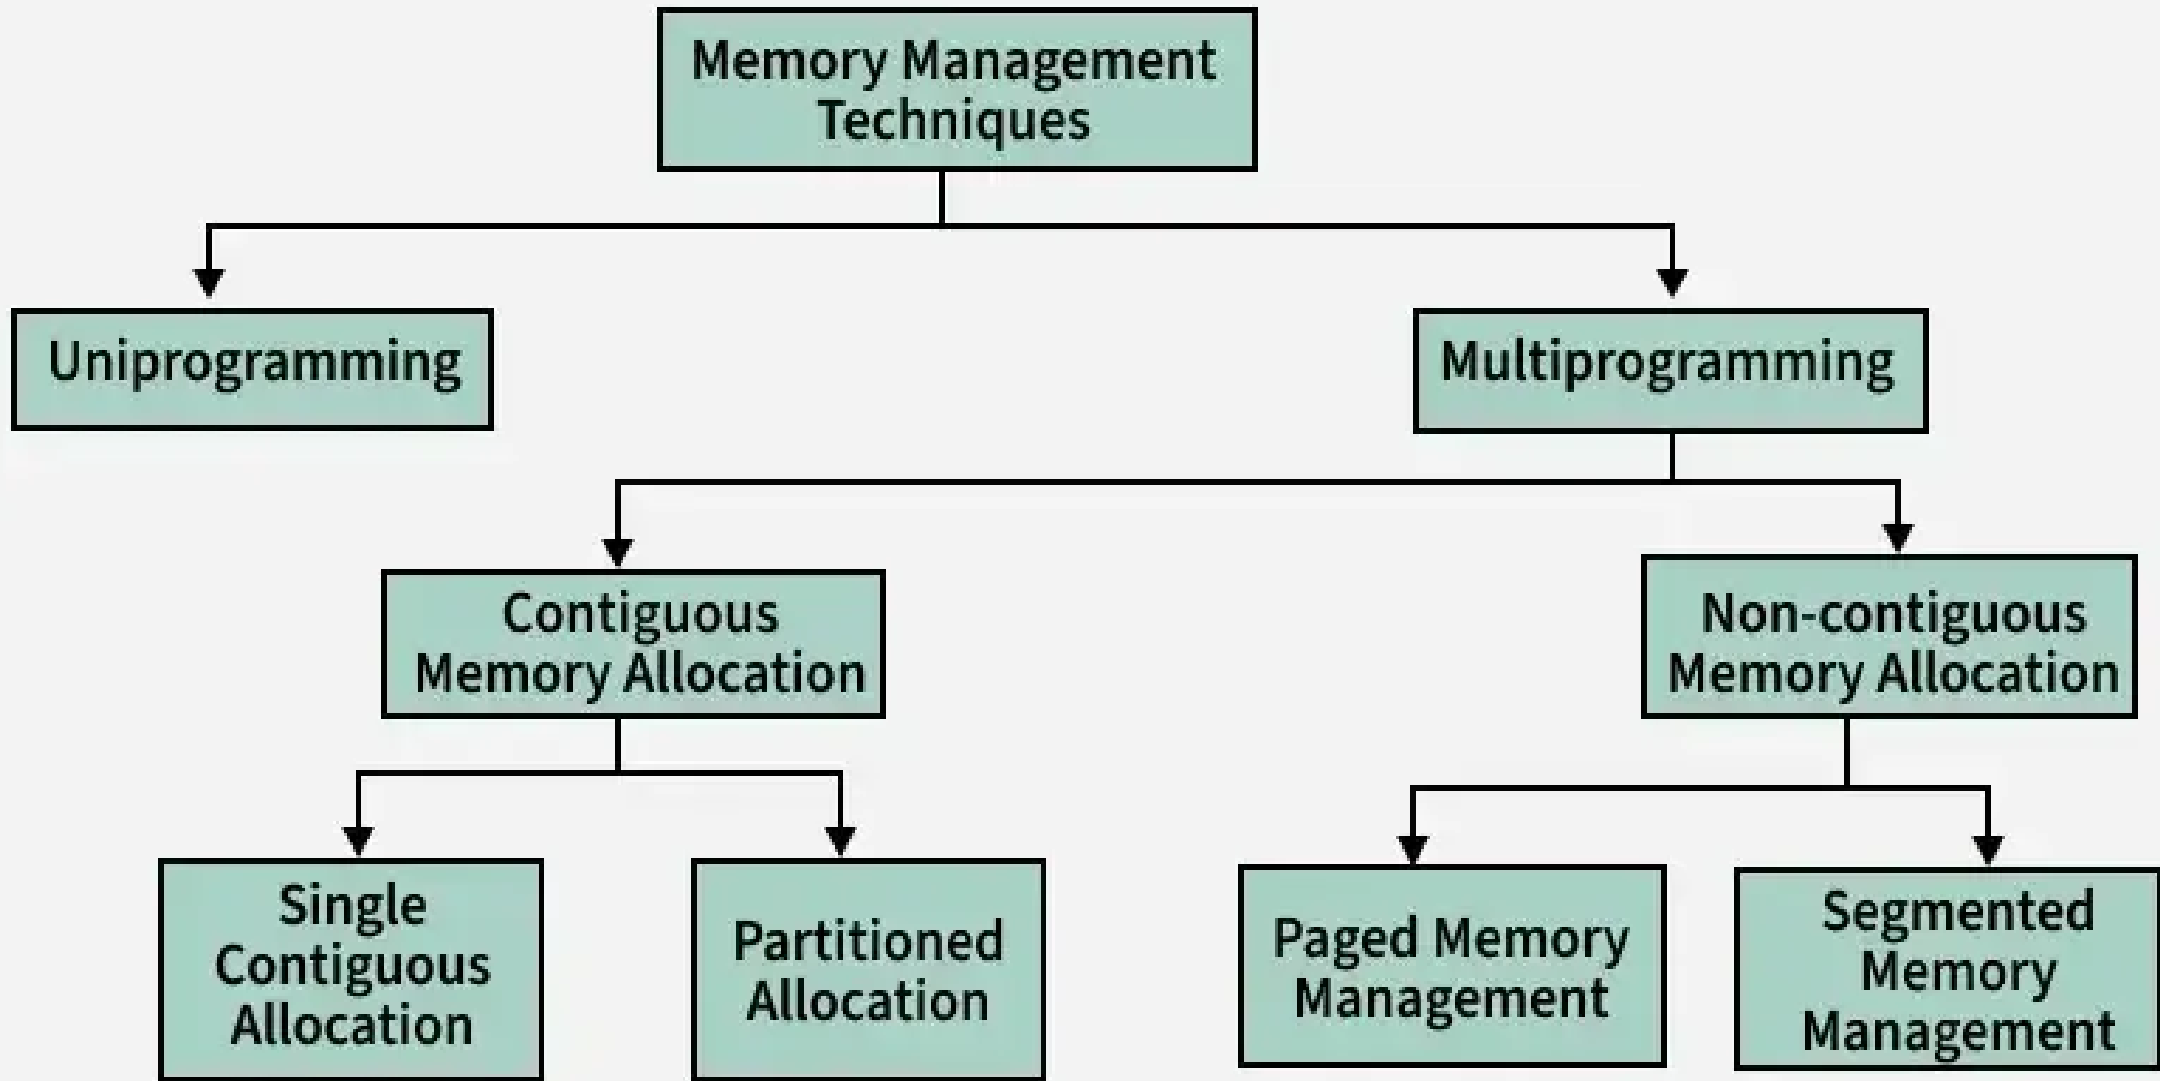 Memory Management
Techniques
Uniprogramming
Multiprogramming
Contiguous
Memory Allocation
Non-contiguous
Memory Allocation
Single
Contiguous
Allocation
Partitioned
Allocation
Paged Memory
Management
Segmented
Memory
Management